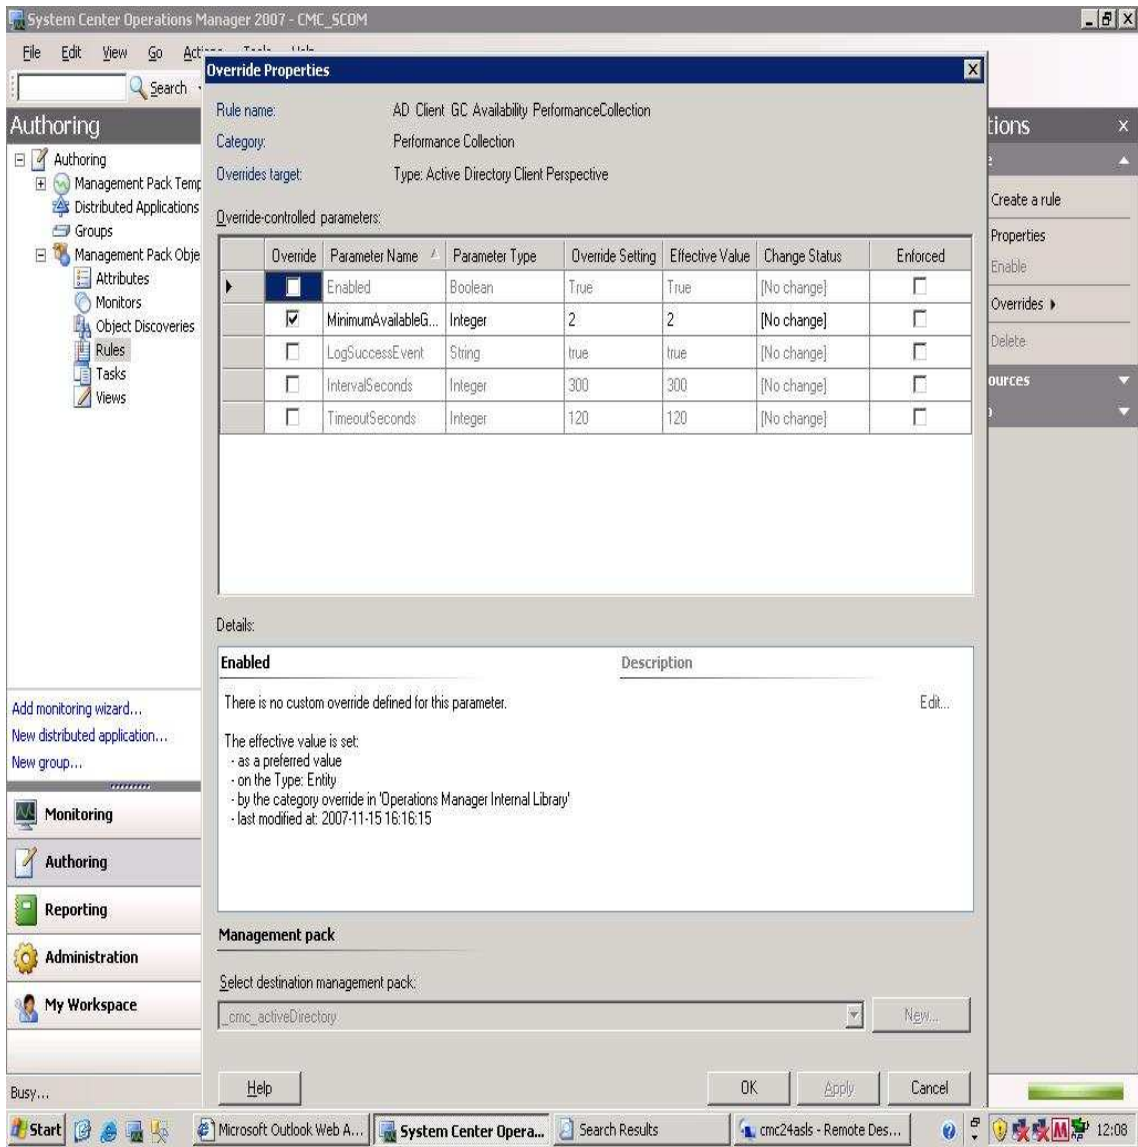 System Center Operations Manager 2007 - CMC_SCOM
File Edit View Go Tools Help
Search
Override Properties
Rule name: AD Client GC Availability PerformanceCollection
Category: Performance Collection
Overrides target: Type: Active Directory Client Perspective
Override-controlled parameters:
Override Parameter Name Parameter Type Override Setting Effective Value Change Status Enforced
Enabled Boolean True True [No change]
MinimumAvailableG... Integer 2 2 [No change]
LogSuccessEvent String true true [No change]
IntervalSeconds Integer 300 300 [No change]
TimeoutSeconds Integer 120 120 [No change]
Details:
Enabled Description
There is no custom override defined for this parameter. Edit...
The effective value is set:
- as a preferred value
- on the Type: Entity
- by the category override in 'Operations Manager Internal Library'
- last modified at: 2007-11-15 16:16:15
Management pack
Select destination management pack:
_cmc_activeDirectory New...
Help OK Apply Cancel
Authoring
Authoring
Management Pack Temp
Distributed Applications
Groups
Management Pack Obje
Attributes
Monitors
Object Discoveries
Rules
Tasks
Views
Add monitoring wizard...
New distributed application...
New group...
Monitoring
Authoring
Reporting
Administration
My Workspace
Busy...
tions x
Create a rule
Properties
Enable
Overrides
Delete
ources
Start Microsoft Outlook Web A... System Center Opera... Search Results cmc24asls - Remote Des... 12:08